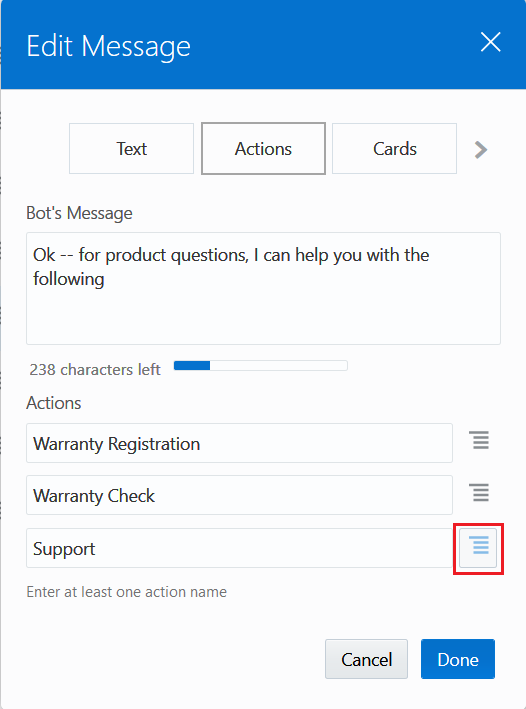 Edit Message
Text
Actions
Cards
Bot's Message
Ok -- for product questions, I can help you with the
following
238 characters left
Actions
Warranty Registration
Warranty Check
Support
Enter at least one action name
Cancel
Done